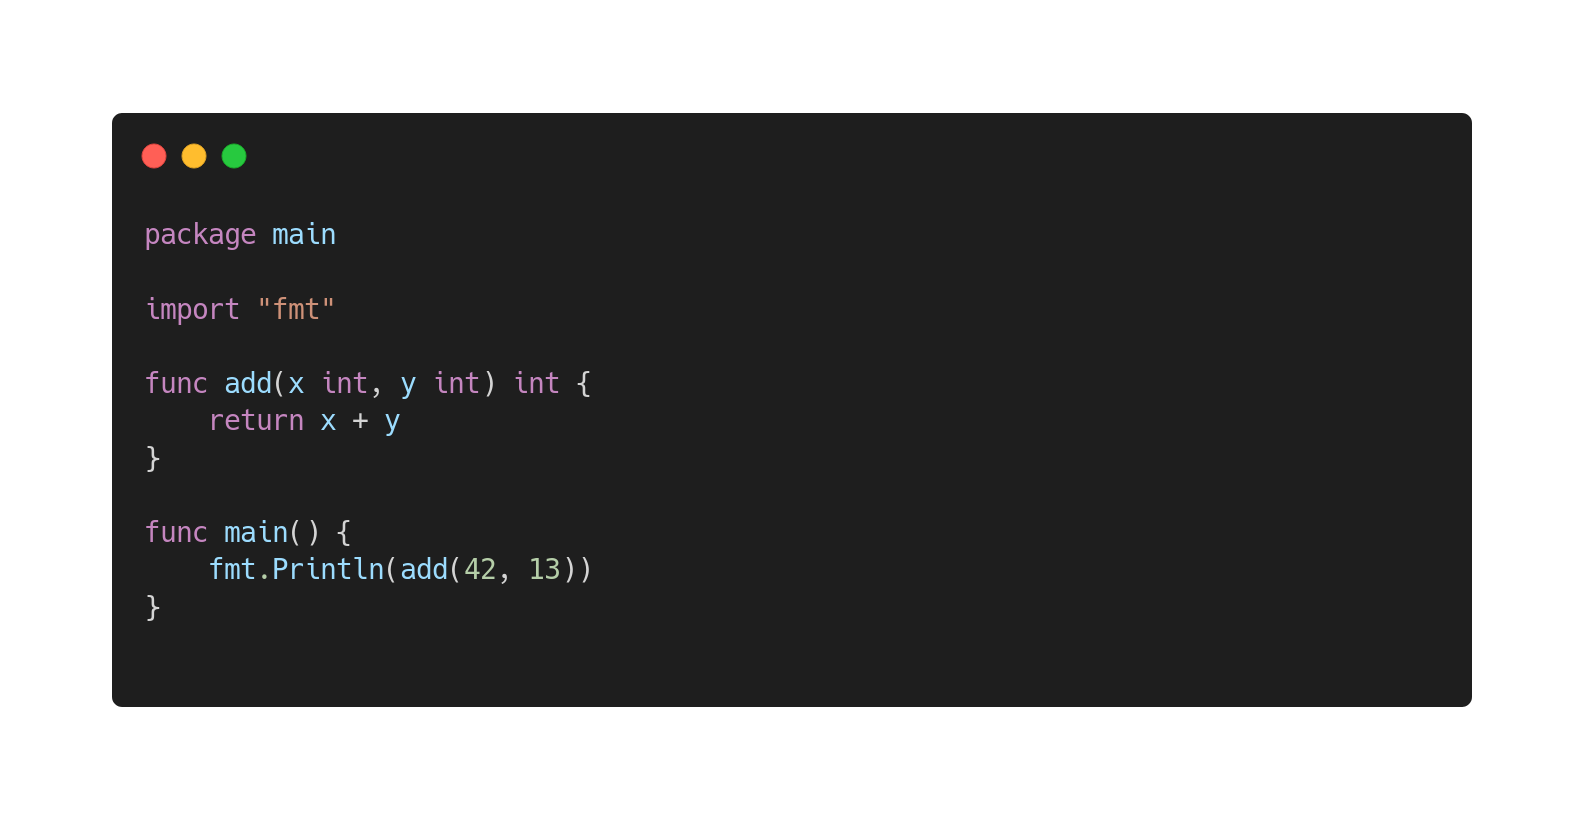 package main
import "fmt"
func add(x int, y int) int {
    return x + y
}
func main() {
    fmt.Println(add(42, 13))
}